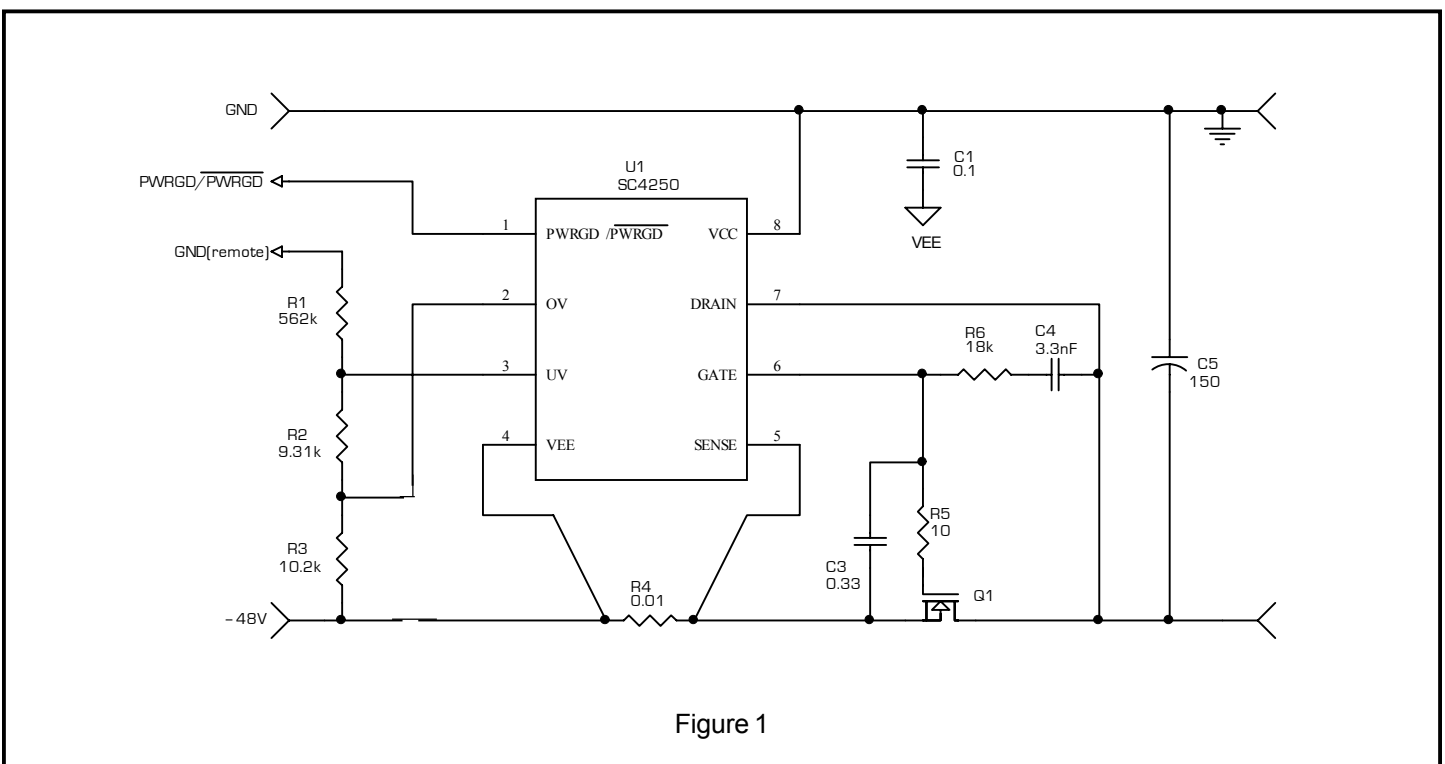 GND
PWRGD/PWRGD
GND(remote)
R1
562k
R2
9.31k
R3
10.2k
-48V
U1
SC4250
1
PWRGD /PWRGD
2
OV
3
UV
4
VEE
VCC
8
DRAIN
7
GATE
6
SENSE
5
C1
0.1
VEE
R6
18k
C4
3.3nF
C5
150
R5
10
C3
0.33
R4
0.01
Q1
Figure 1